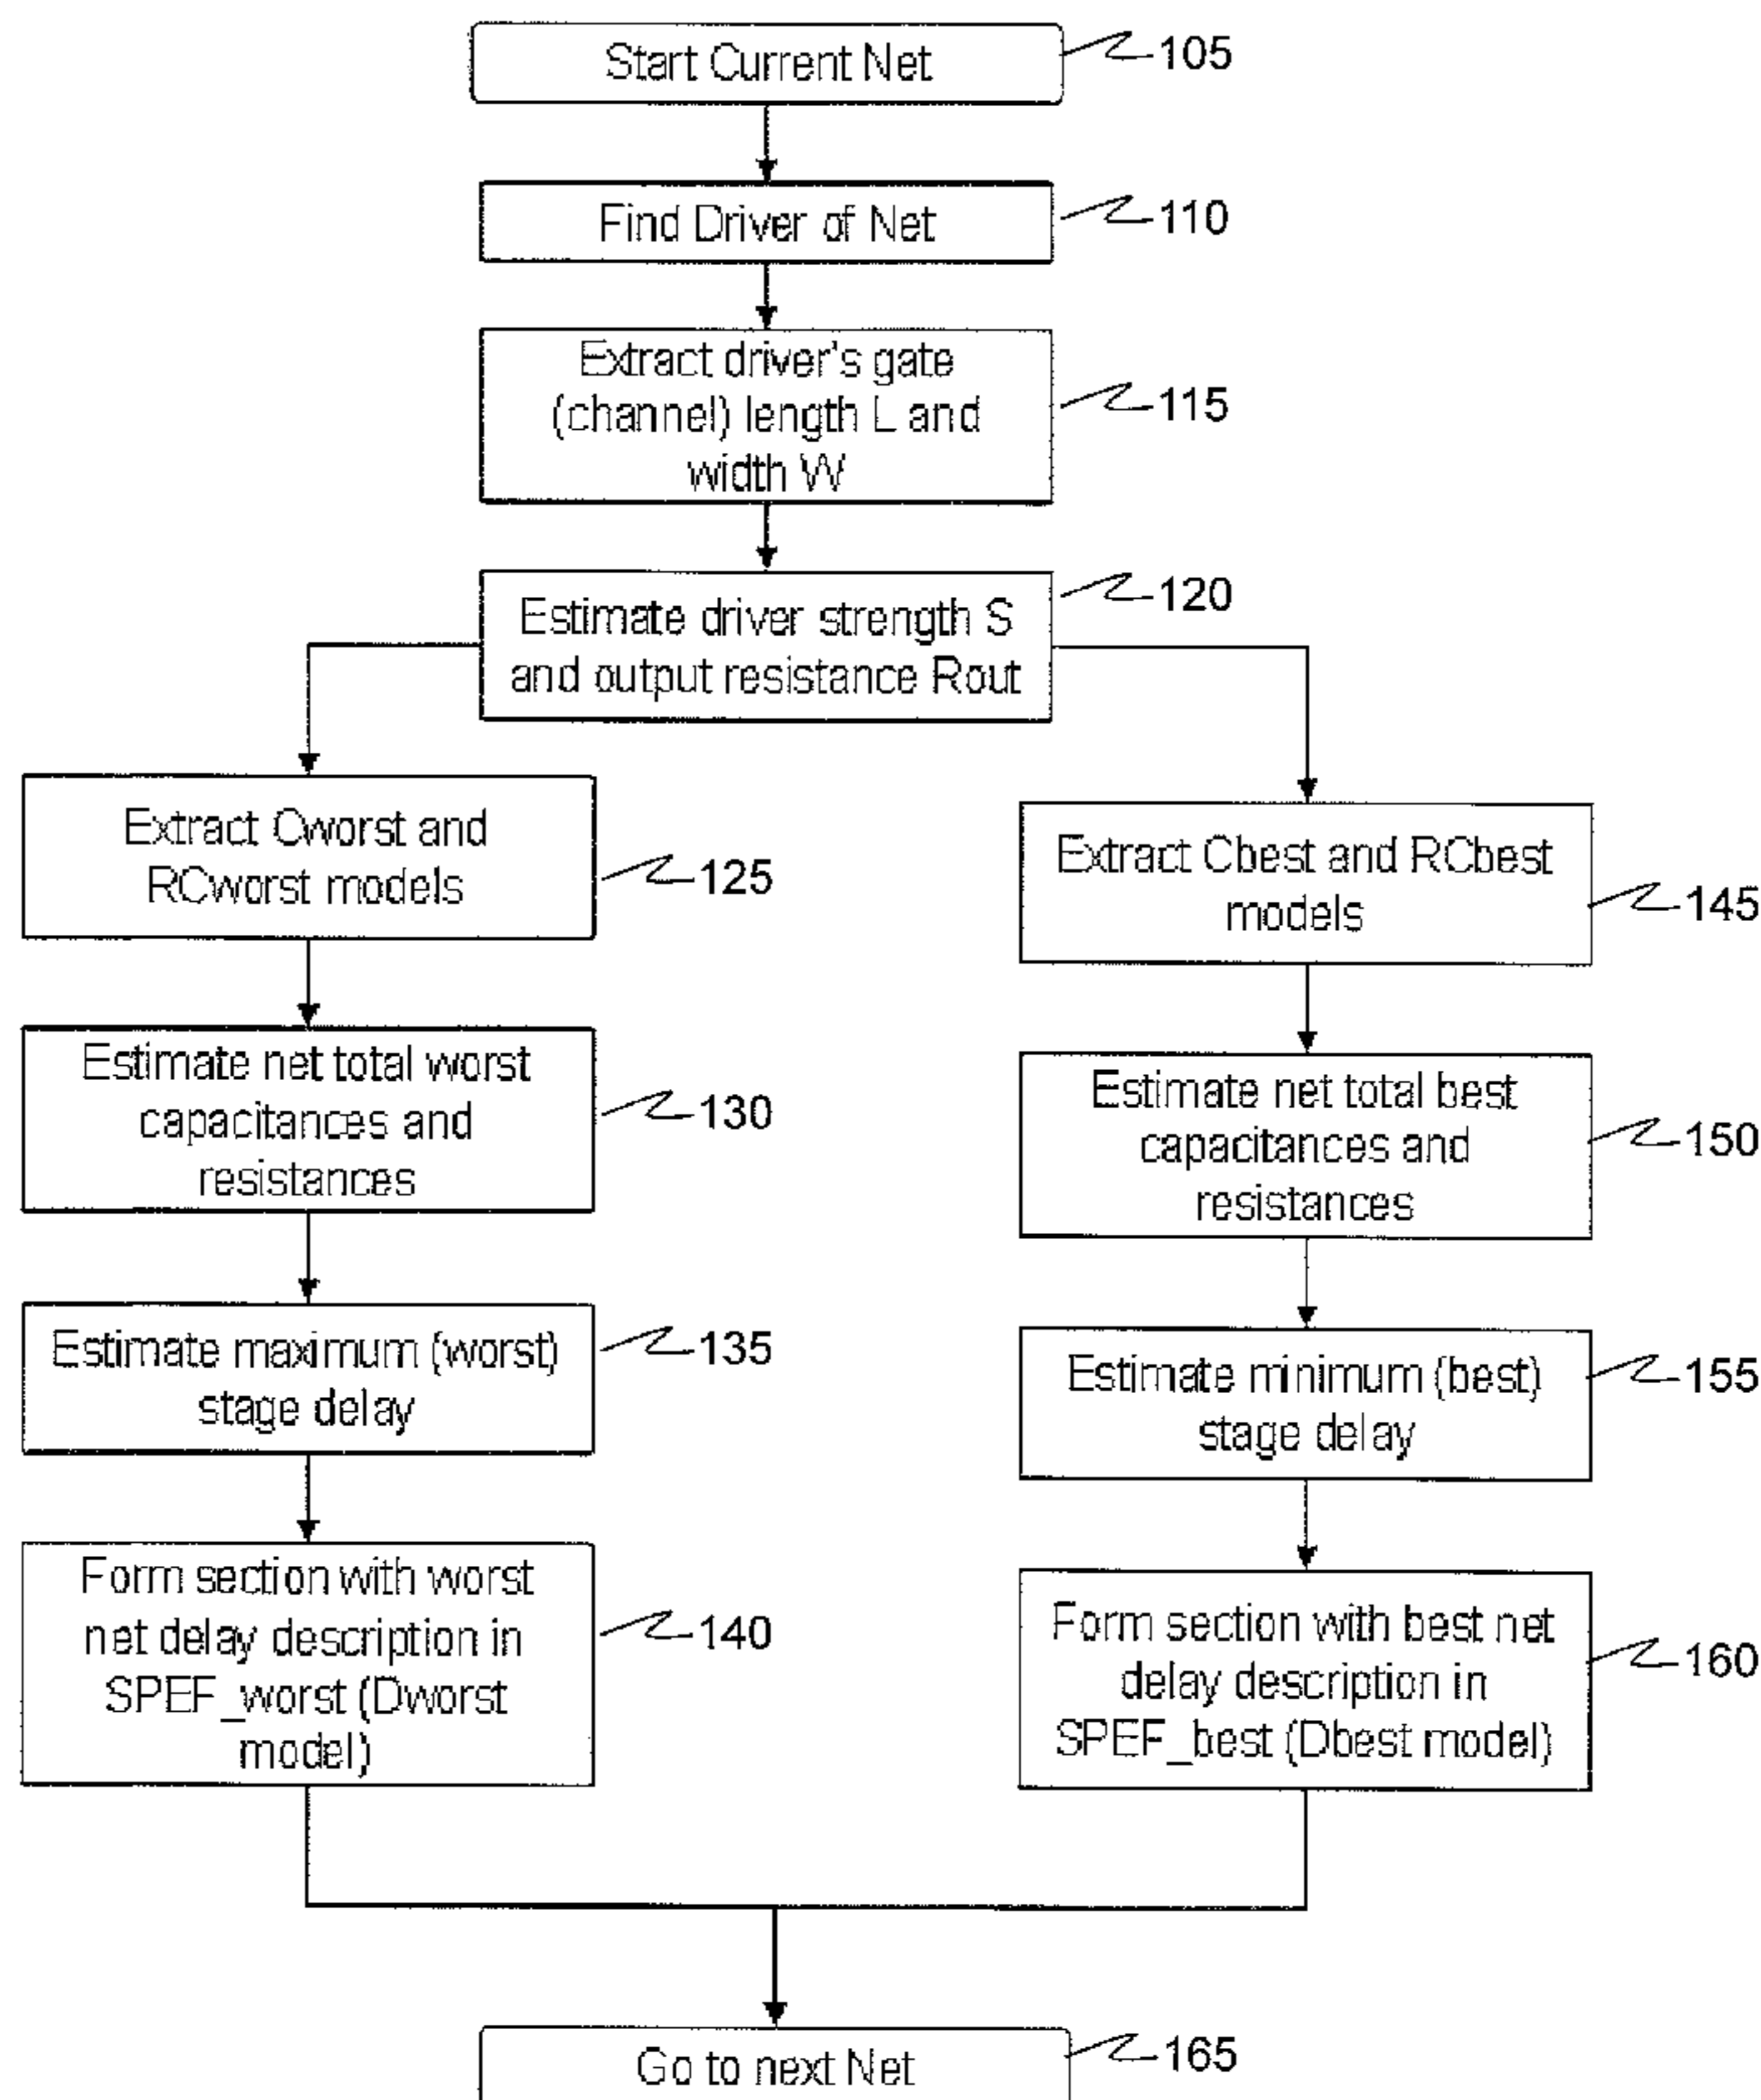 Start Current Net
105
Find Driver of Net
110
Extract driver's gate
(channel) length L and
width W
115
Estimate driver strength S
and output resistance Rout
120
Extract Cworst and
RCworst models
125
Estimate net total worst
capacitances and
resistances
130
Estimate maximum (worst)
stage delay
135
Form section with worst
net delay description in
SPEF_worst (Dworst
model)
140
Extract Cbest and RCbest
models
145
Estimate net total best
capacitances and
resistances
150
Estimate minimum (best)
stage delay
155
Form section with best net
delay description in
SPEF_best (Dbest model)
160
Go to next Net
165